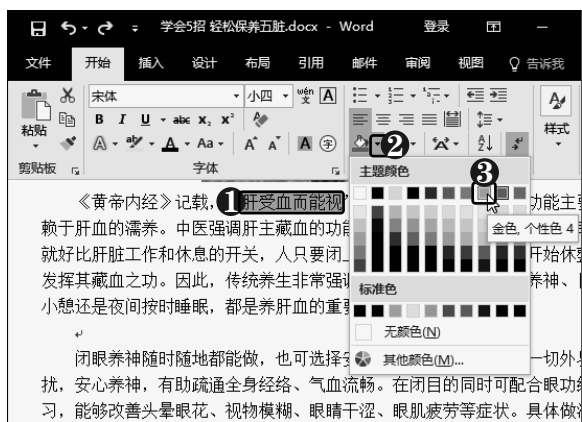 学会5招 轻松保养五脏.docx - Word 登录
文件 开始 插入 设计 布局 引用 邮件 审阅 视图 告诉我
宋体 小四 wén 文 A
粘贴 B I U abc X₂ X² 样式
A aby A Aa A A A 字
剪贴板 字体
主题颜色
《黄帝内经》记载, 1 肝受血而能视 功能主要
2
3
赖于肝血的濡养。中医强调肝主藏血的功能
金色, 个性色 4
就好比肝脏工作和休息的开关,人只要闭上 开始休
发挥其藏血之功。因此,传统养生非常强调 养神、
标准色
小憩还是夜间按时睡眠,都是养肝血的重要
无颜色(N)
其他颜色(M)...
闭眼养神随时随地都能做,也可选择 一切外
扰,安心养神,有助疏通全身经络、气血流畅。在闭目的同时可配合眼功
习,能够改善头晕眼花、视物模糊、眼睛干涩、眼肌疲劳等症状。具体做